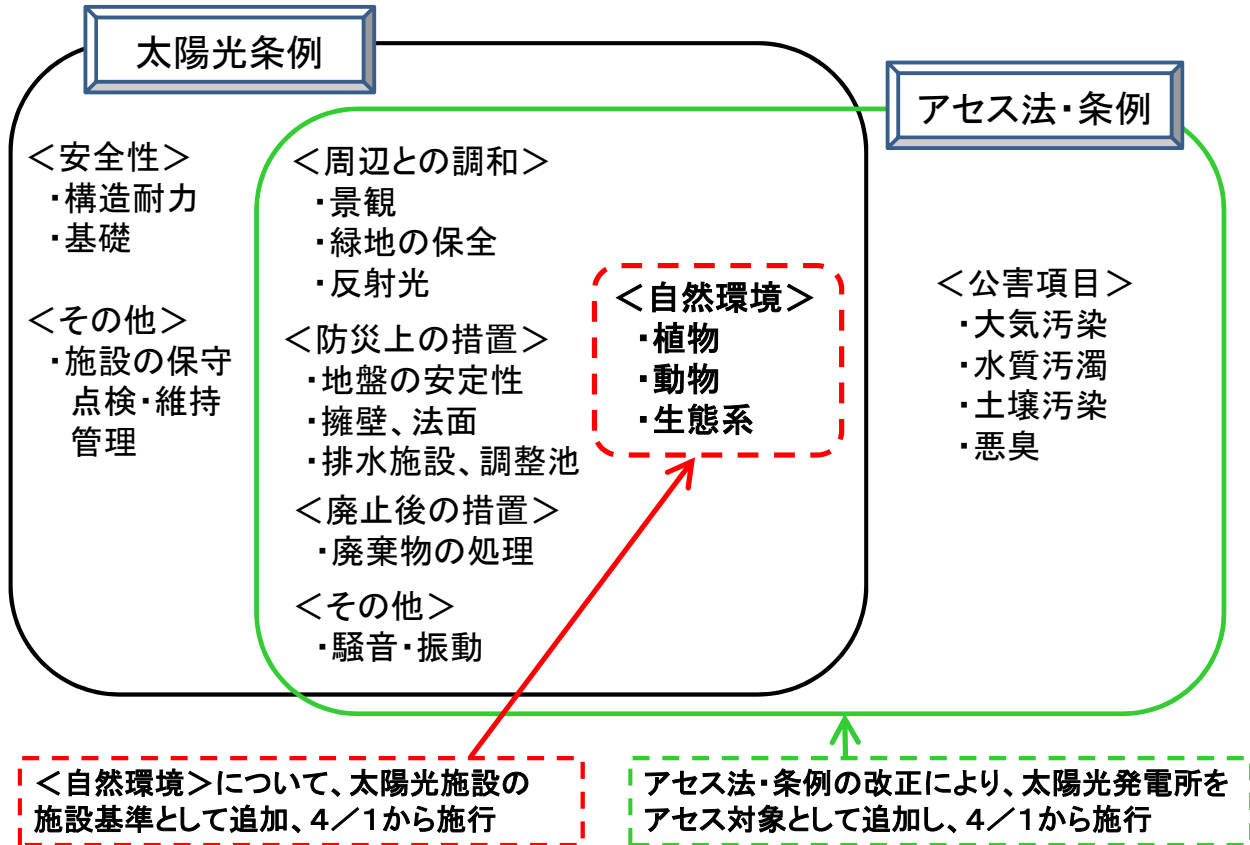 太陽光条例
アセス法・条例
＜安全性＞
・構造耐力
・基礎
＜その他＞
・施設の保守
点検・維持
管理
＜周辺との調和＞
・景観
・緑地の保全
・反射光
＜防災上の措置＞
・地盤の安定性
・擁壁、法面
・排水施設、調整池
＜廃止後の措置＞
・廃棄物の処理
＜その他＞
・騒音・振動
＜自然環境＞
・植物
・動物
・生態系
＜公害項目＞
・大気汚染
・水質汚濁
・土壌汚染
・悪臭
＜自然環境＞について、太陽光施設の
施設基準として追加、４／１から施行
アセス法・条例の改正により、太陽光発電所を
アセス対象として追加し、４／１から施行